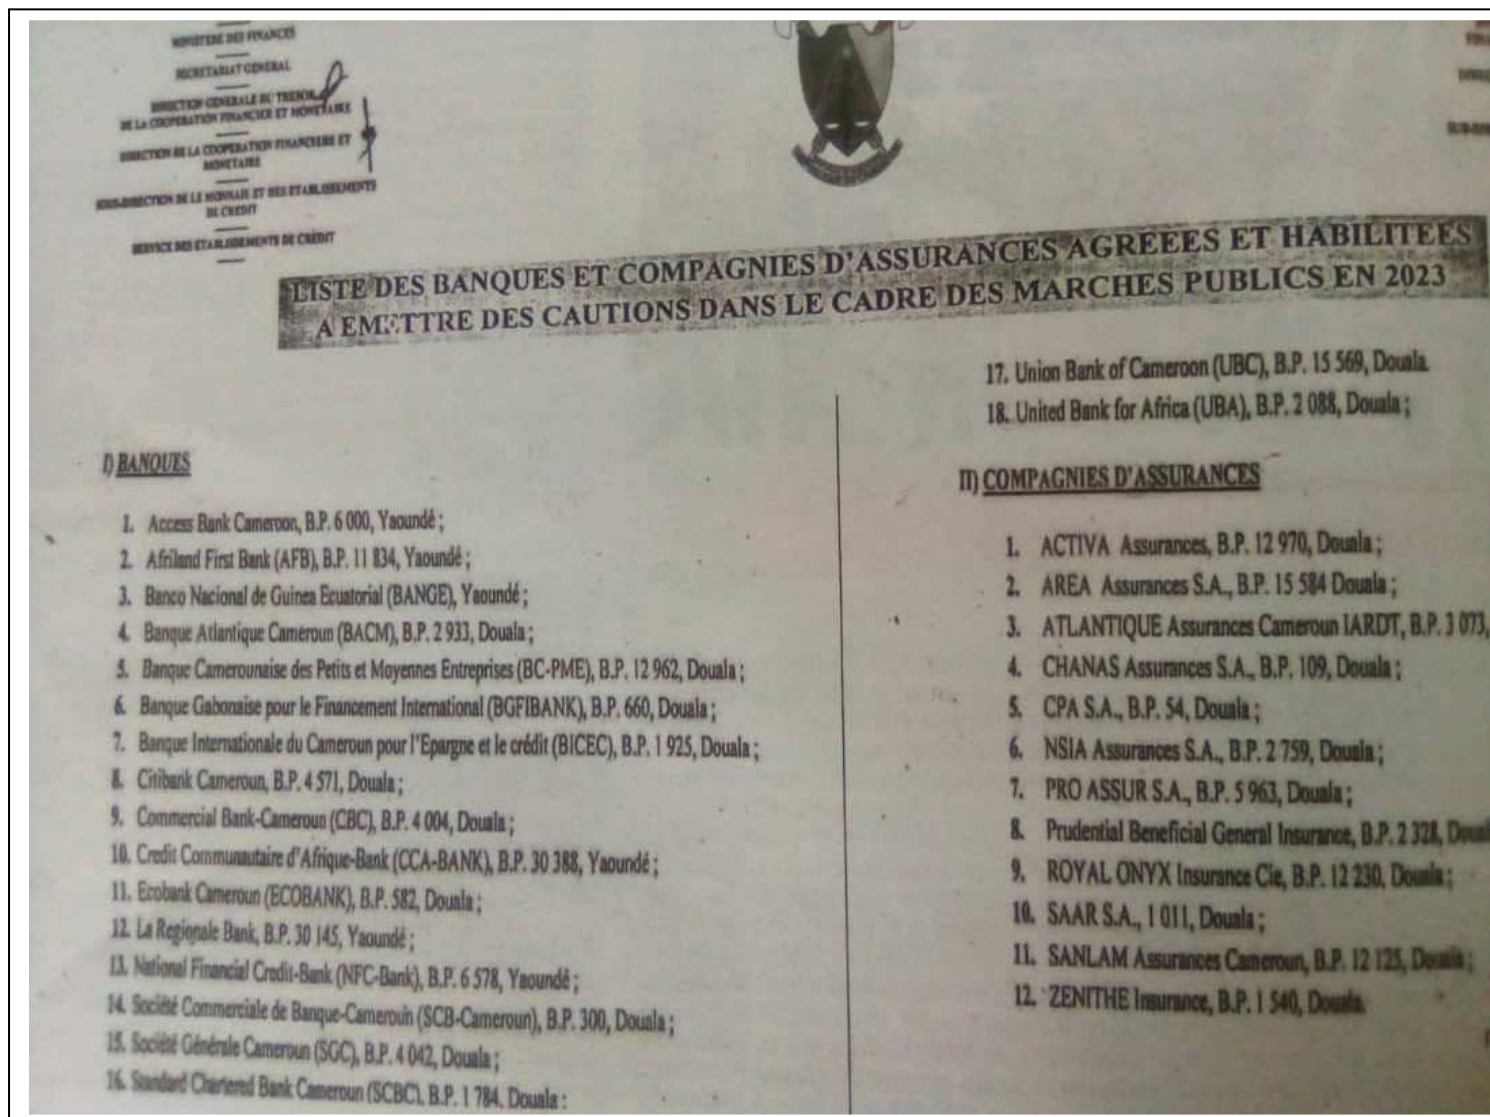 MINISTERE DES FINANCES
SECRETARIAT GENERAL
DIRECTION GENERALE DU TRESOR
DE LA COOPERATION FINANCIER ET MONETAIRE
DIRECTION DE LA COOPERATION FINANCIERE ET
MONETAIRE
SOUS-DIRECTION DE LE MONNAIE ET DES ETABLISSEMENTS
DE CREDIT
SERVICE DES ETABLISSEMENTS DE CREDIT
LISTE DES BANQUES ET COMPAGNIES D'ASSURANCES AGREEES ET HABILITEES
A EMETTRE DES CAUTIONS DANS LE CADRE DES MARCHES PUBLICS EN 2023
I) BANQUES
1. Access Bank Cameroon, B.P. 6 000, Yaoundé ;
2. Afriland First Bank (AFB), B.P. 11 834, Yaoundé ;
3. Banco Nacional de Guinea Ecuatorial (BANGE), Yaoundé ;
4. Banque Atlantique Cameroun (BACM), B.P. 2 933, Douala ;
5. Banque Camerounaise des Petits et Moyennes Entreprises (BC-PME), B.P. 12 962, Douala ;
6. Banque Gabonaise pour le Financement International (BGFIBANK), B.P. 660, Douala ;
7. Banque Internationale du Cameroun pour l'Epargne et le crédit (BICEC), B.P. 1 925, Douala ;
8. Citibank Cameroun, B.P. 4 571, Douala ;
9. Commercial Bank-Cameroun (CBC), B.P. 4 004, Douala ;
10. Credit Communautaire d'Afrique-Bank (CCA-BANK), B.P. 30 388, Yaoundé ;
11. Ecobank Cameroun (ECOBANK), B.P. 582, Douala ;
12. La Regionale Bank, B.P. 30 145, Yaoundé ;
13. National Financial Credit-Bank (NFC-Bank), B.P. 6 578, Yaoundé ;
14. Société Commerciale de Banque-Cameroun (SCB-Cameroun), B.P. 300, Douala ;
15. Société Générale Cameroun (SGC), B.P. 4 042, Douala ;
16. Standard Chartered Bank Cameroon (SCBC), B.P. 1 784, Douala ;
17. Union Bank of Cameroon (UBC), B.P. 15 569, Douala.
18. United Bank for Africa (UBA), B.P. 2 088, Douala ;
II) COMPAGNIES D'ASSURANCES
1. ACTIVA Assurances, B.P. 12 970, Douala ;
2. AREA Assurances S.A., B.P. 15 584 Douala ;
3. ATLANTIQUE Assurances Cameroun IARDT, B.P. 3 073,
4. CHANAS Assurances S.A., B.P. 109, Douala ;
5. CPA S.A., B.P. 54, Douala ;
6. NSIA Assurances S.A., B.P. 2 759, Douala ;
7. PRO ASSUR S.A., B.P. 5 963, Douala ;
8. Prudential Beneficial General Insurance, B.P. 2 328,
9. ROYAL ONYX Insurance Cie, B.P. 12 230, Douala ;
10. SAAR S.A., 1 011, Douala ;
11. SANLAM Assurances Cameroun, B.P. 12 125, Douala ;
12. ZENITHE Insurance, B.P. 1 540, Douala.